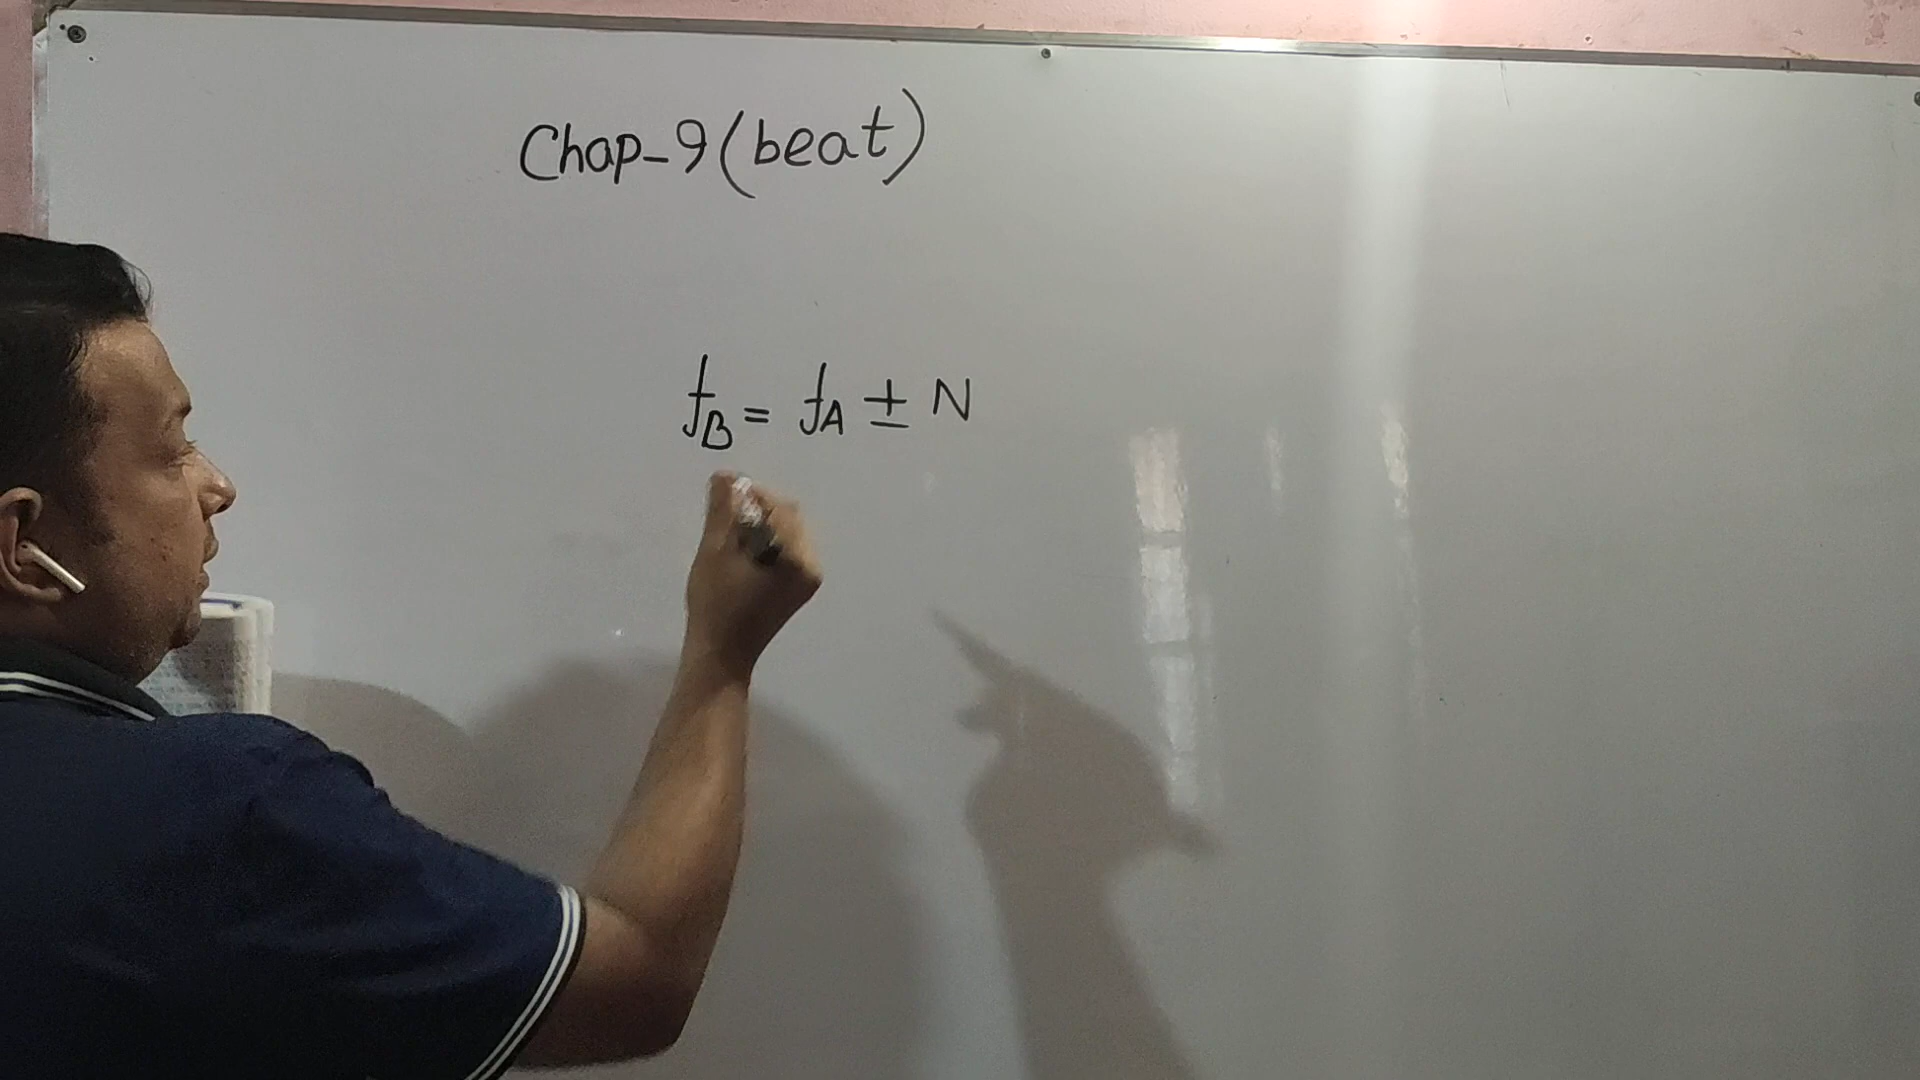 Chap-9 (beat)
f_B = f_A ± N